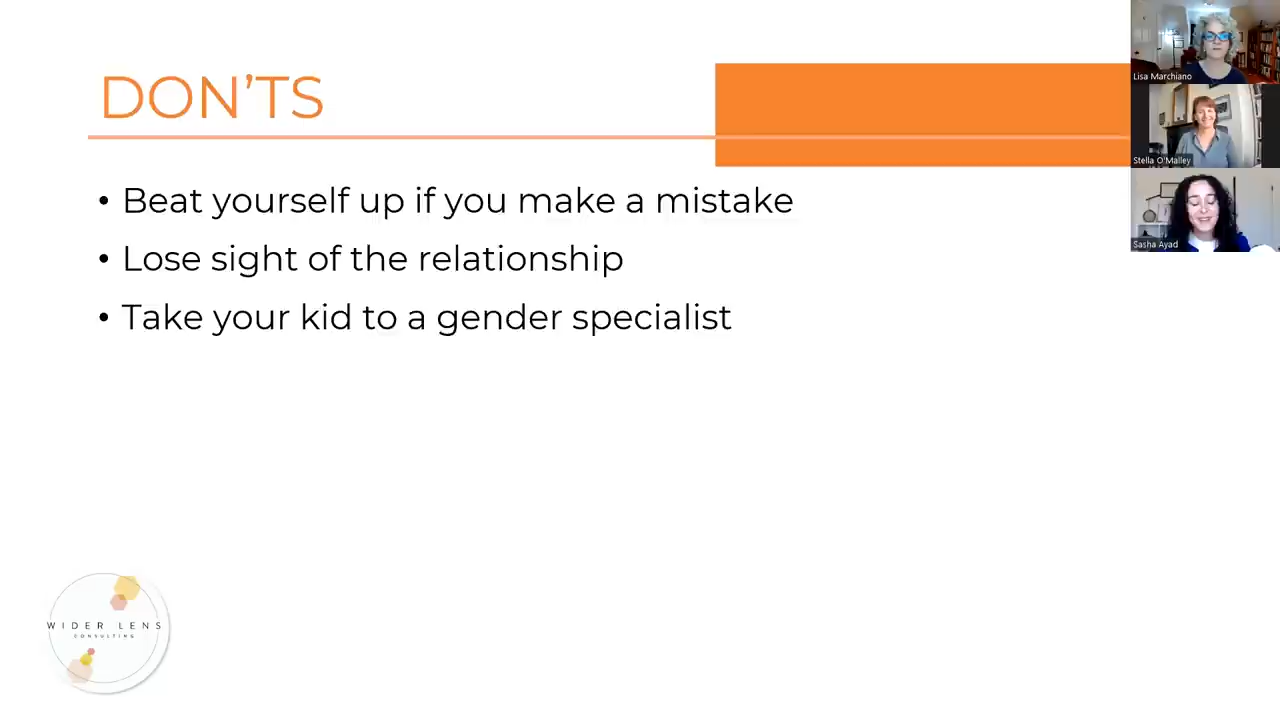 DON'TS
• Beat yourself up if you make a mistake
• Lose sight of the relationship
• Take your kid to a gender specialist
Lisa Marchiano
Stella O'Malley
Sasha Ayad
WIDER LENS
CONSULTING